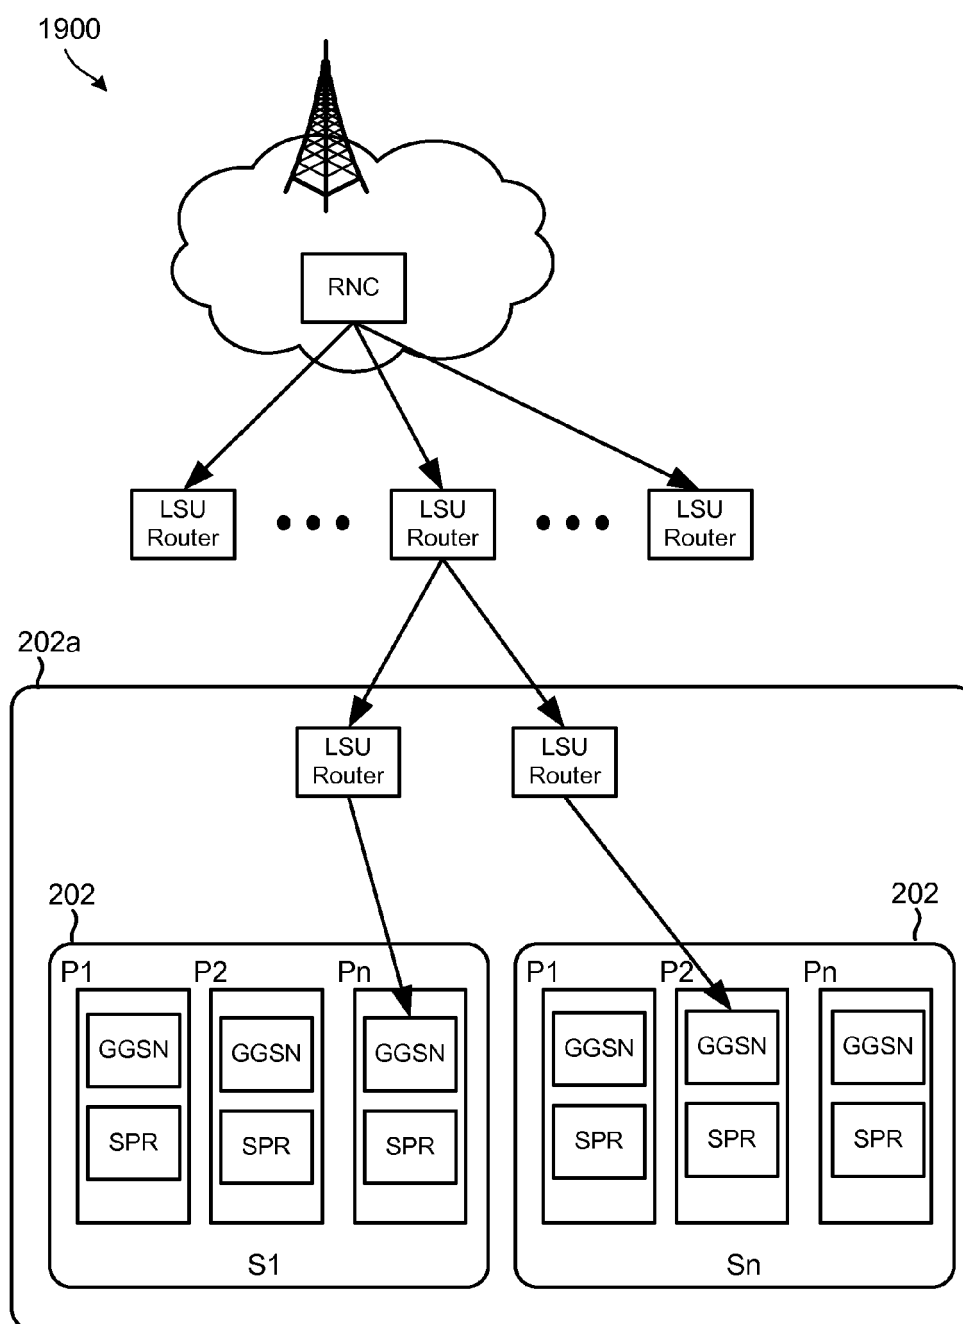 1900
RNC
LSU
Router
LSU
Router
LSU
Router
202a
LSU
Router
LSU
Router
202
202
P1
P2
Pn
P1
P2
Pn
GGSN
GGSN
GGSN
GGSN
GGSN
GGSN
SPR
SPR
SPR
SPR
SPR
SPR
S1
Sn